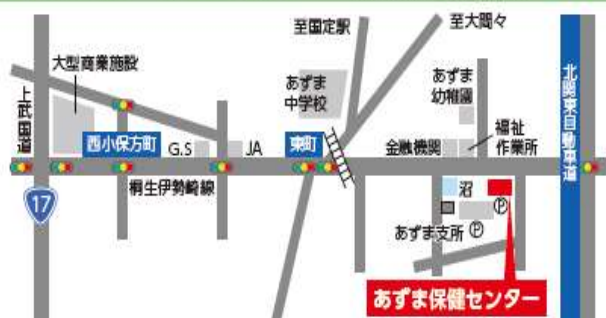 至国定駅
至大間々
大型商業施設
上武国道
あずま
中学校
あずま
幼稚園
北関東自動車道
西小保方町
G.S
JA
東町
金融機関
福祉
作業所
桐生伊勢崎線
17
沼
P
あずま支所
P
あずま保健センター